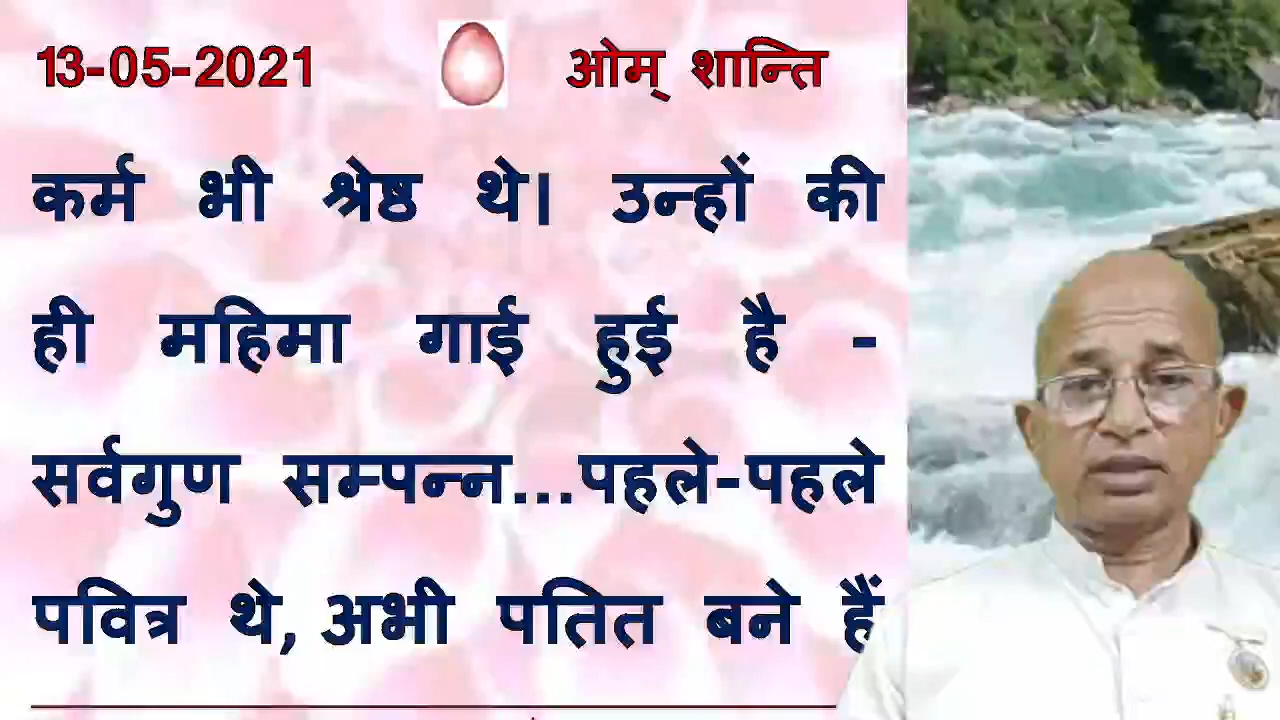 13-05-2021 ओम् शान्ति
कर्म भी श्रेष्ठ थे। उन्हों की
ही महिमा गाई हुई है -
सर्वगुण सम्पन्न...पहले-पहले
पवित्र थे, अभी पतित बने हैं